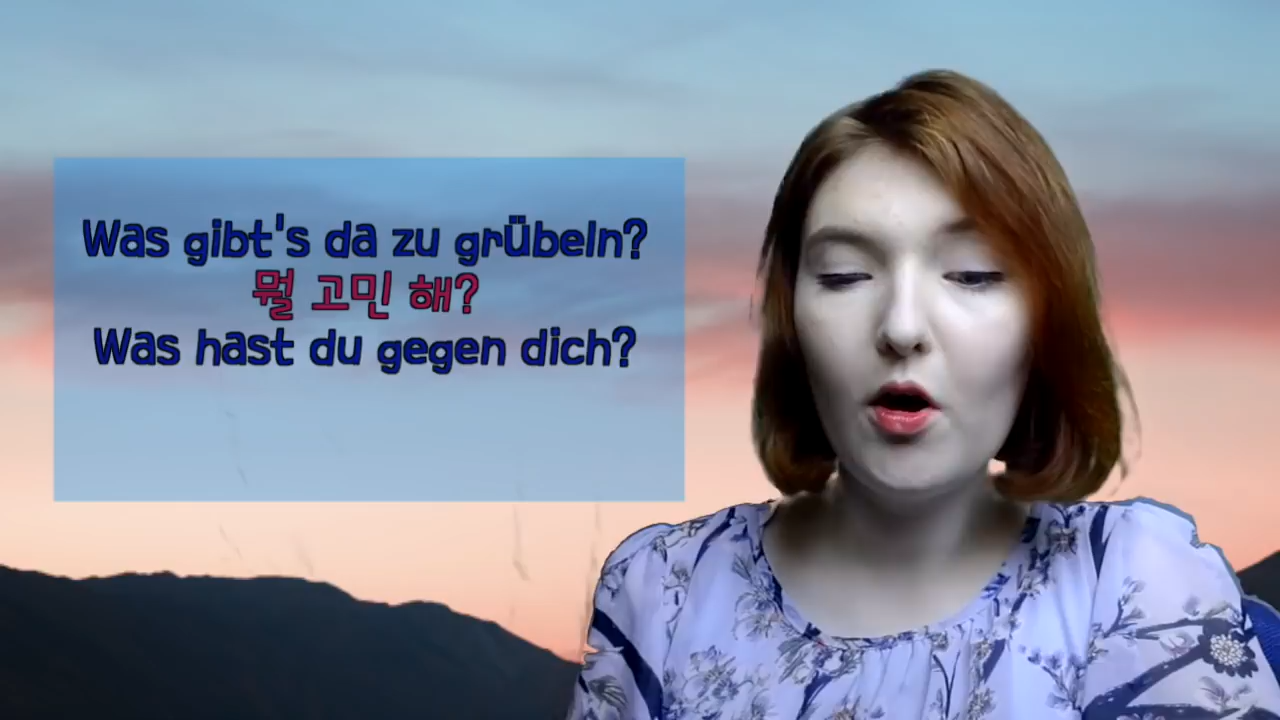 Was gibt's da zu grübeln?
뭘 고민 해?
Was hast du gegen dich?